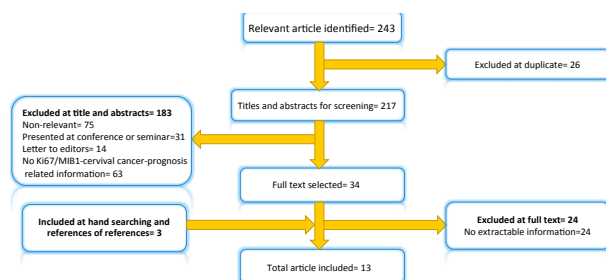 Relevant article identified= 243
Excluded at duplicate= 26
Titles and abstracts for screening= 217
Excluded at title and abstracts= 183
Non-relevant= 75
Presented at conference or seminar=31
Letter to editors= 14
No Ki67/MIB1-cervival cancer-prognosis
related information= 63
Full text selected= 34
Included at hand searching and
references of references= 3
Excluded at full text= 24
No extractable information=24
Total article included= 13